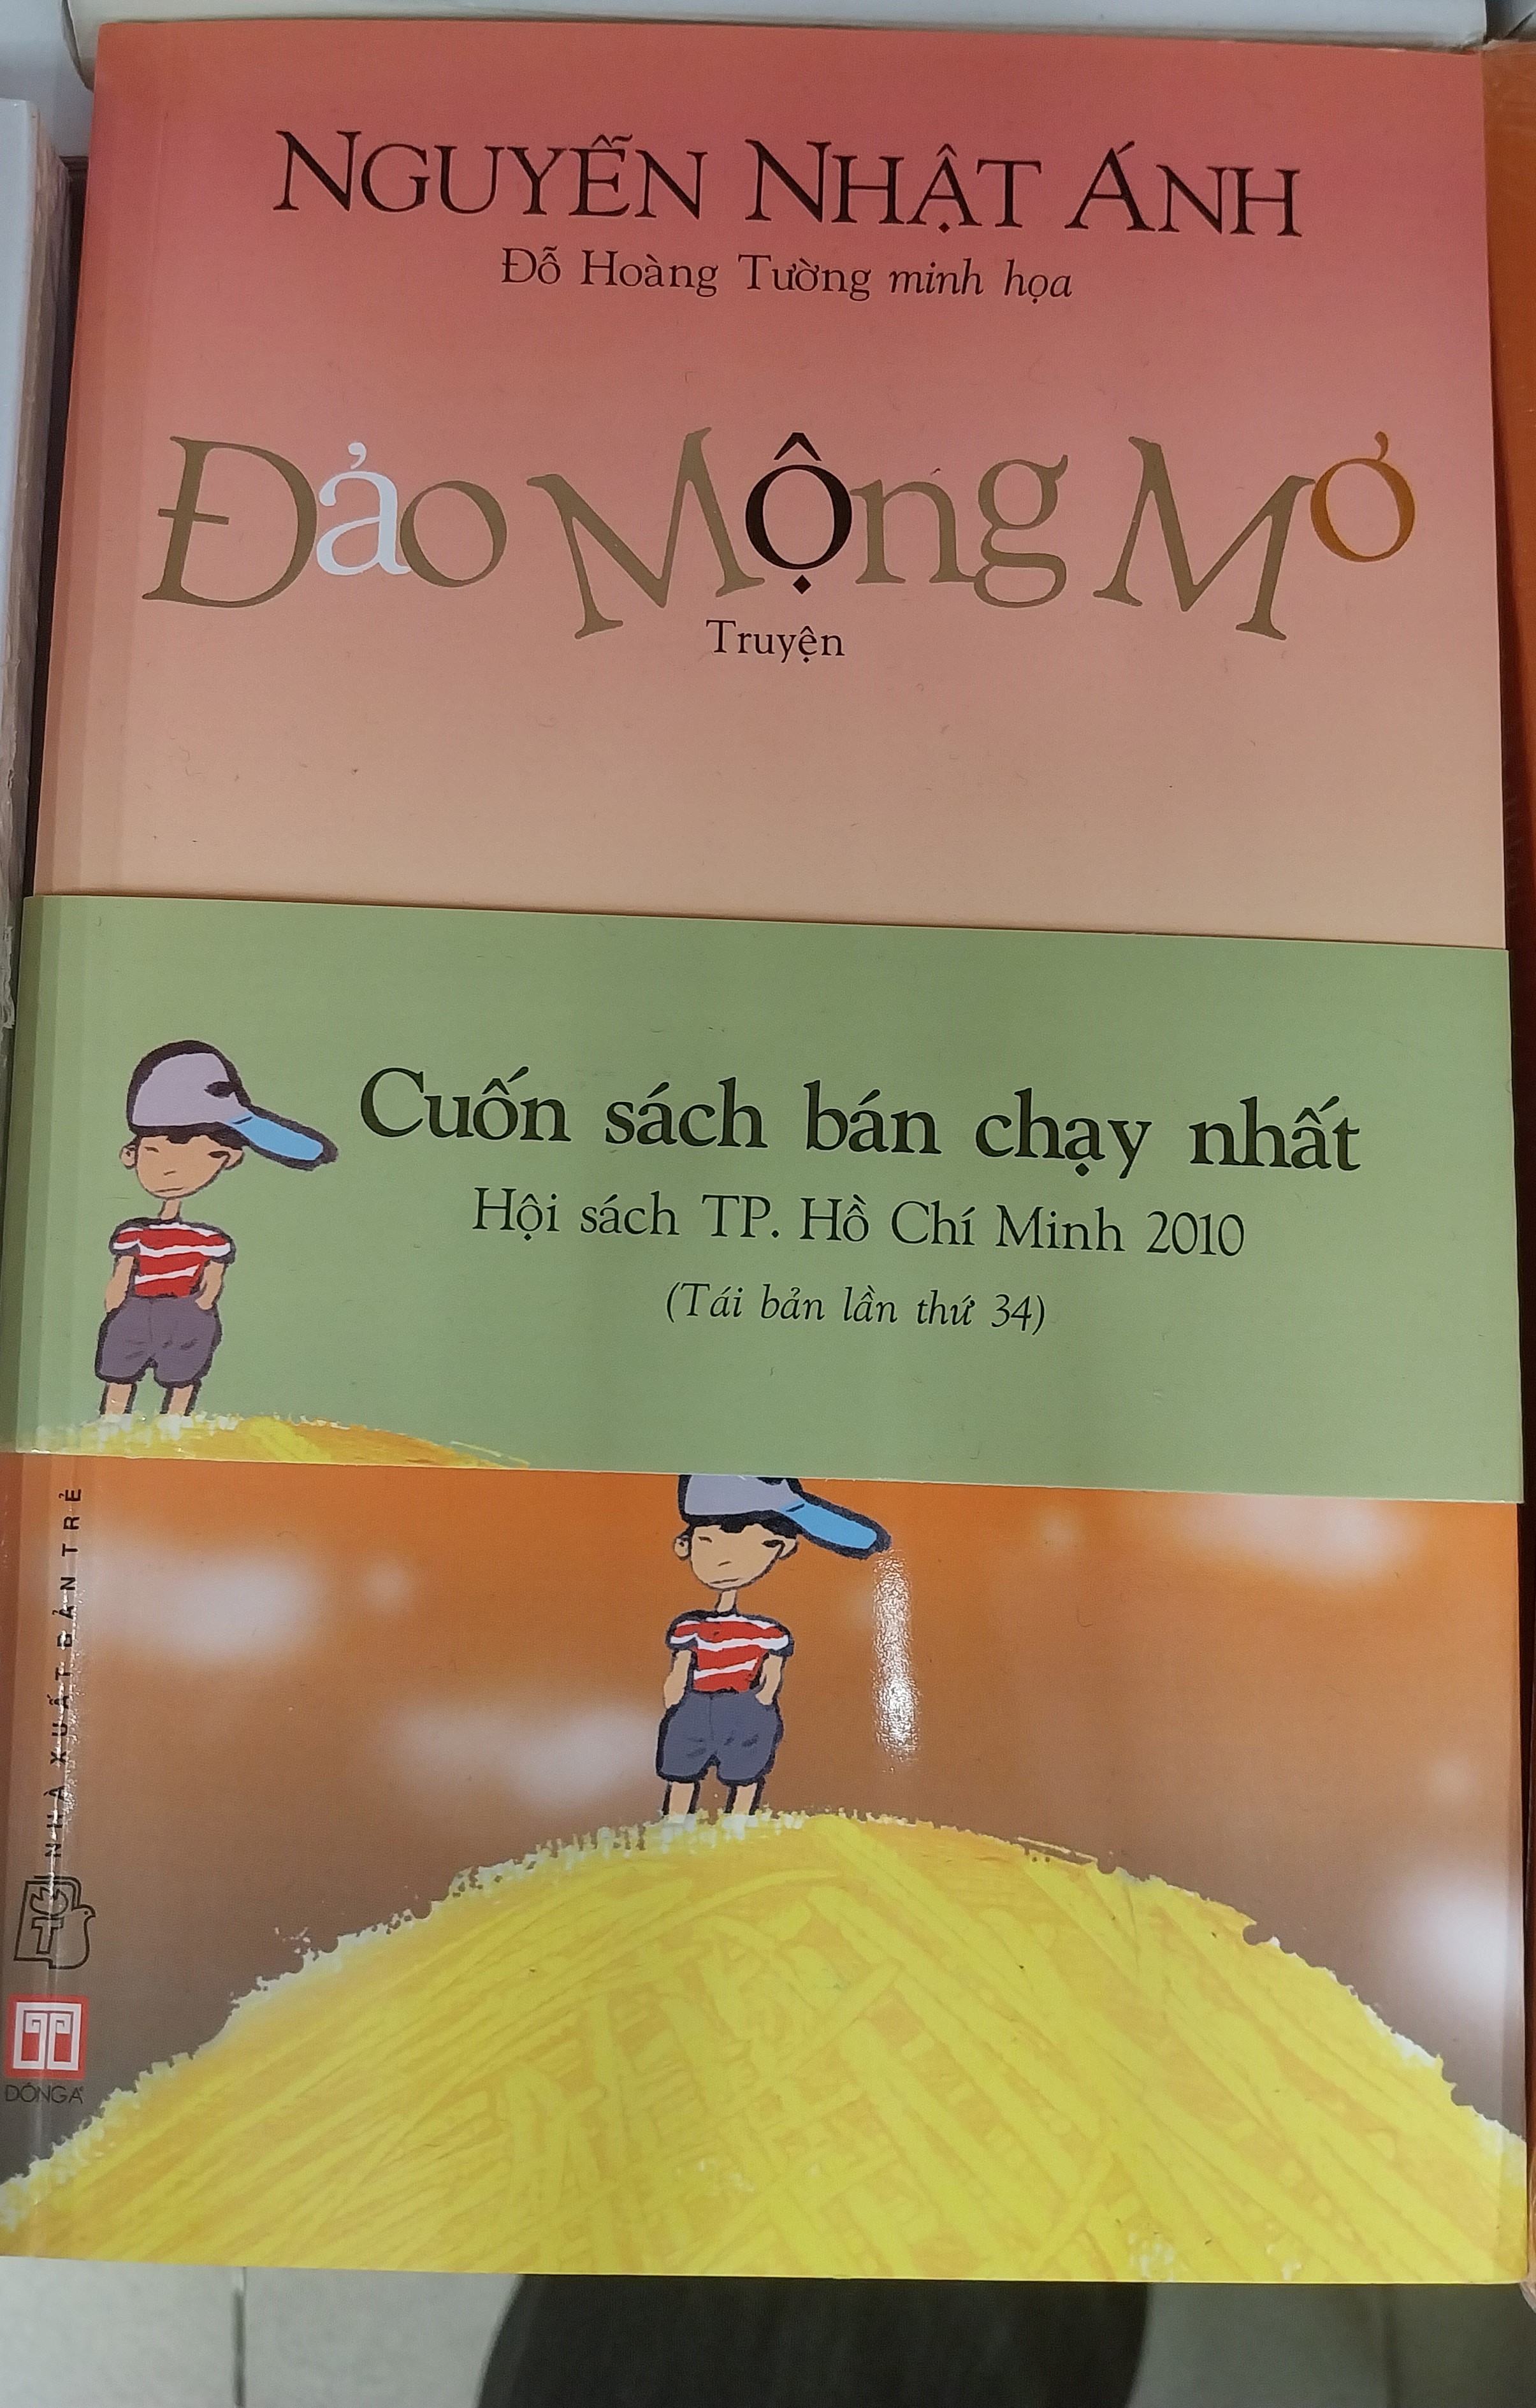 NGUYỄN NHẬT ÁNH
Đỗ Hoàng Tường minh họa
Đảo Mộng Mơ
Truyện
Cuốn sách bán chạy nhất
Hội sách TP. Hồ Chí Minh 2010
(Tái bản lần thứ 34)
NHÀ XUẤT BẢN TRẺ
ĐÔNG A